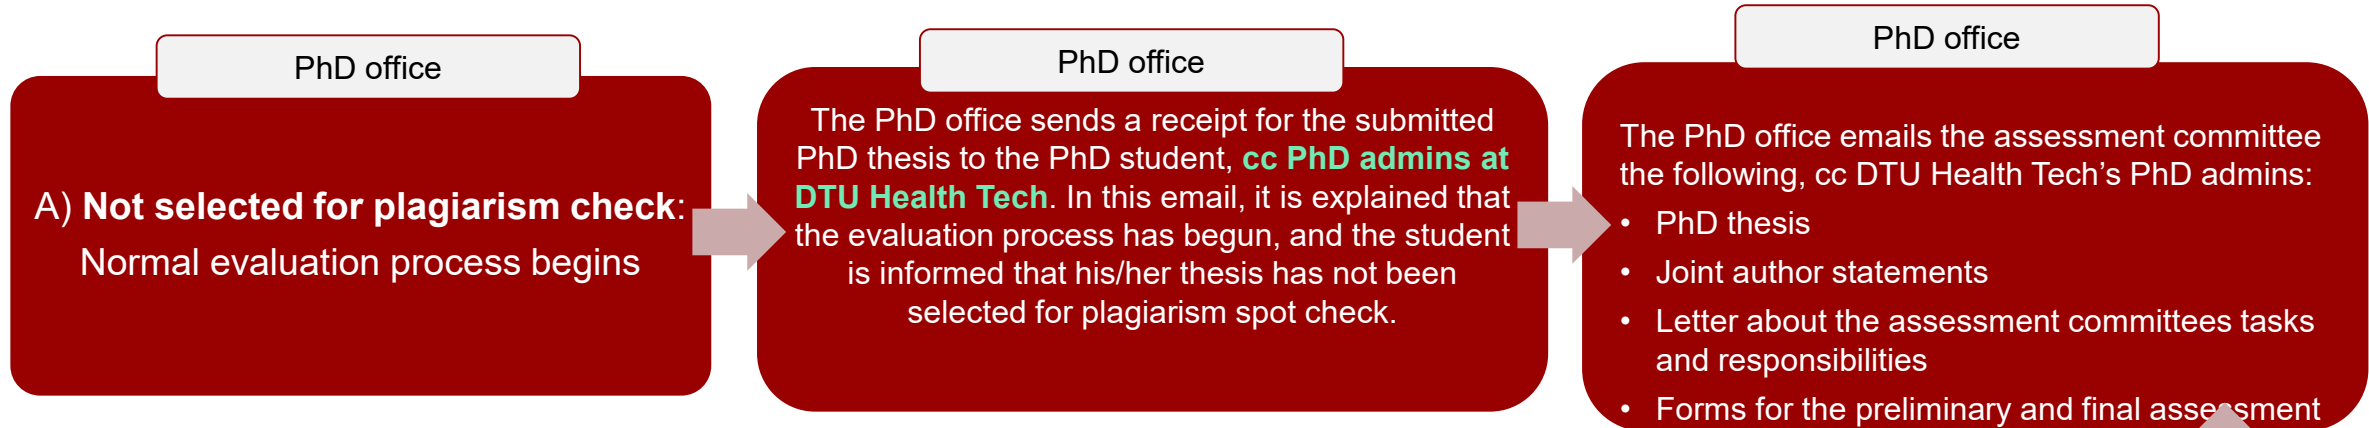 PhD office
A) Not selected for plagiarism check:
Normal evaluation process begins
PhD office
The PhD office sends a receipt for the submitted
PhD thesis to the PhD student, cc PhD admins at
DTU Health Tech. In this email, it is explained that
the evaluation process has begun, and the student
is informed that his/her thesis has not been
selected for plagiarism spot check.
PhD office
The PhD office emails the assessment committee
the following, cc DTU Health Tech’s PhD admins:
• PhD thesis
• Joint author statements
• Letter about the assessment committees tasks
and responsibilities
• Forms for the preliminary and final assessment